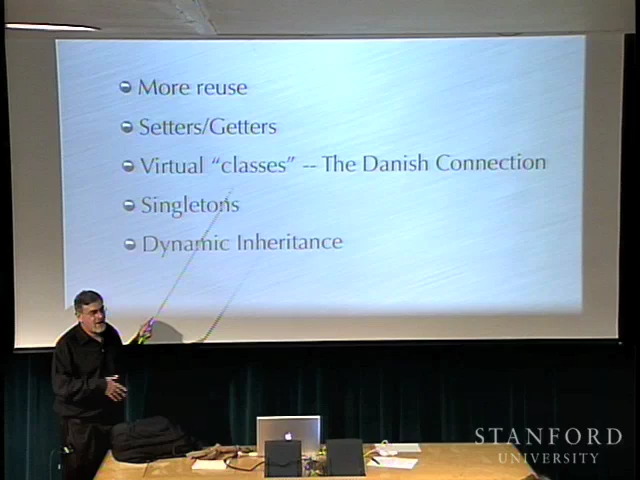 More reuse
Setters/Getters
Virtual “classes” -- The Danish Connection
Singletons
Dynamic Inheritance
STANFORD
UNIVERSITY